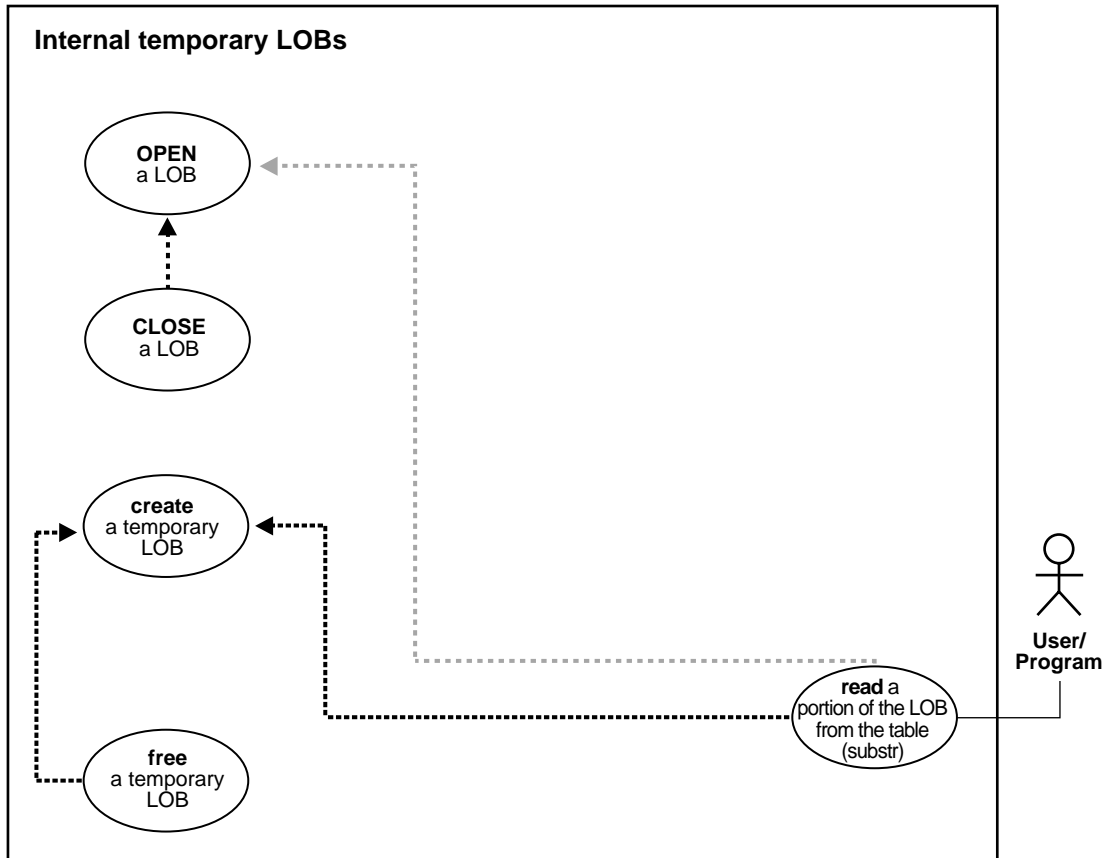 Internal temporary LOBs
OPEN
a LOB
CLOSE
a LOB
create
a temporary
LOB
User/
Program
read a
portion of the LOB
from the table
(substr)
free
a temporary
LOB